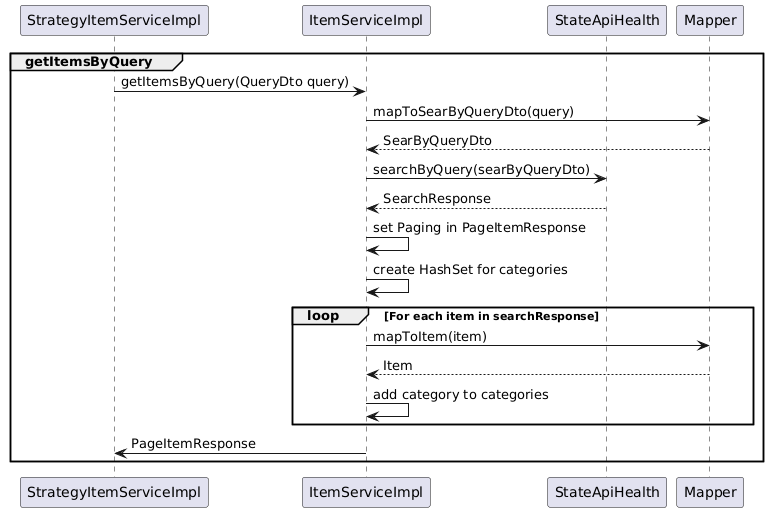 StrategyItemServiceImpl ItemServiceImpl StateApiHealth Mapper
getItemsByQuery
getItemsByQuery(QueryDto query)
mapToSearByQueryDto(query)
SearByQueryDto
searchByQuery(searByQueryDto)
SearchResponse
set Paging in PageItemResponse
create HashSet for categories
loop [For each item in searchResponse]
mapToItem(item)
Item
add category to categories
PageItemResponse
StrategyItemServiceImpl ItemServiceImpl StateApiHealth Mapper